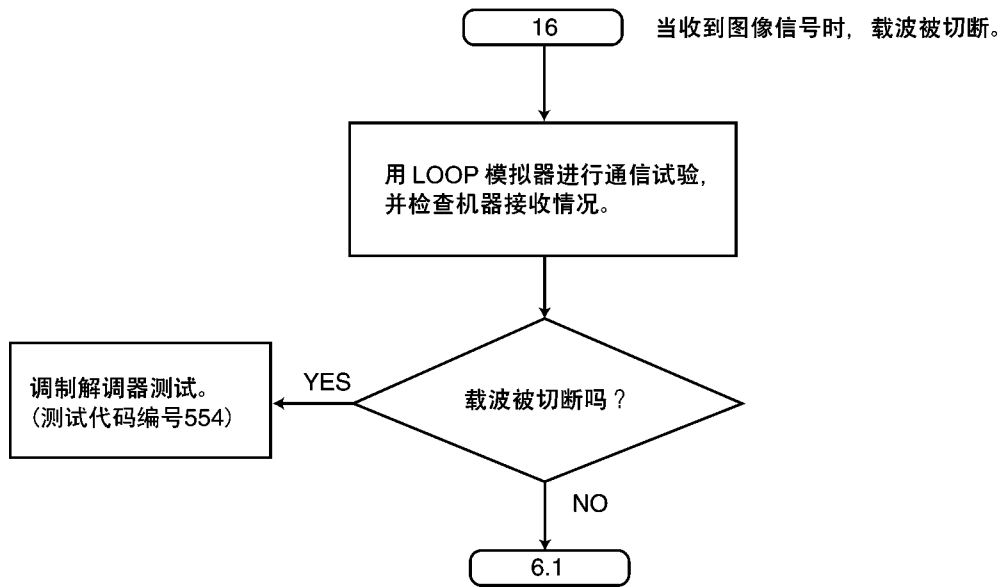 16
当收到图像信号时，载波被切断。
用 LOOP 模拟器进行通信试验，
并检查机器接收情况。
载波被切断吗？
YES
调制解调器测试。
(测试代码编号554)
NO
6.1